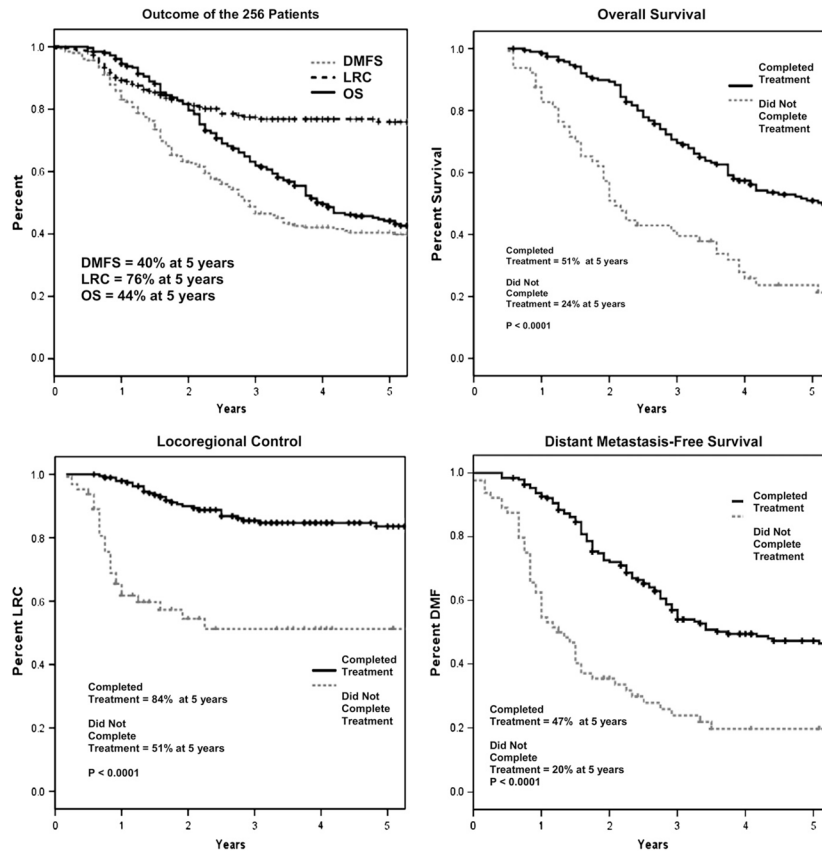 Outcome of the 256 Patients
Percent
1.0
0.8
0.6
0.4
0.2
0.0
DMFS
LRC
OS
DMFS = 40% at 5 years
LRC = 76% at 5 years
OS = 44% at 5 years
0 1 2 3 4 5
Years
Overall Survival
Percent Survival
1.0
0.8
0.6
0.4
0.2
0.0
Completed
Treatment
Did Not
Complete
Treatment
Completed
Treatment = 51% at 5 years
Did Not
Complete
Treatment = 24% at 5 years
P < 0.0001
0 1 2 3 4 5
Years
Locoregional Control
Percent LRC
1.0
0.8
0.6
0.4
0.2
0.0
Completed
Treatment
Did Not
Complete
Treatment
Completed
Treatment = 84% at 5 years
Did Not
Complete
Treatment = 51% at 5 years
P < 0.0001
0 1 2 3 4 5
Years
Distant Metastasis-Free Survival
Percent DMF
1.0
0.8
0.6
0.4
0.2
0.0
Completed
Treatment
Did Not
Complete
Treatment
Completed
Treatment = 47% at 5 years
Did Not
Complete
Treatment = 20% at 5 years
P < 0.0001
0 1 2 3 4 5
Years